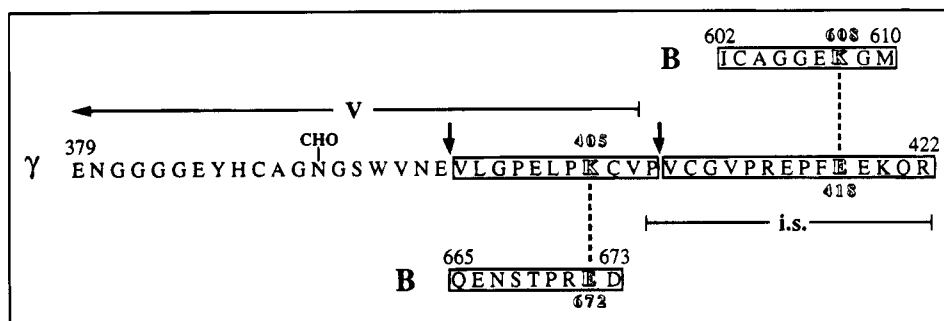 602 608 610
B ICAGGEKGM
V
379 CHO 405 422
γ ENGGGGEYHCAGNGSWVNEVLGPELPKCVPVCGVPREPFEEKQR
418
i.s.
665 673
B QENSTPRED
672